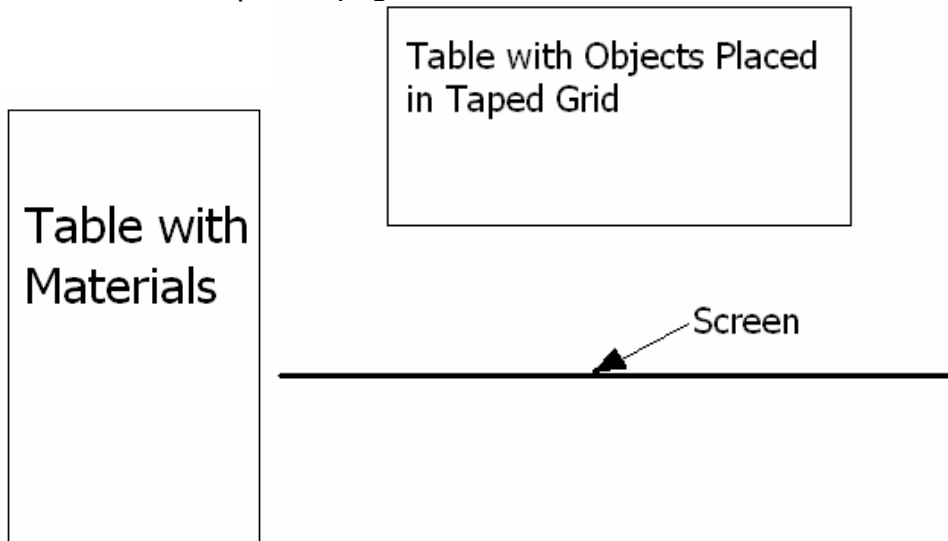 Table with Objects Placed
in Taped Grid
Table with
Materials
Screen